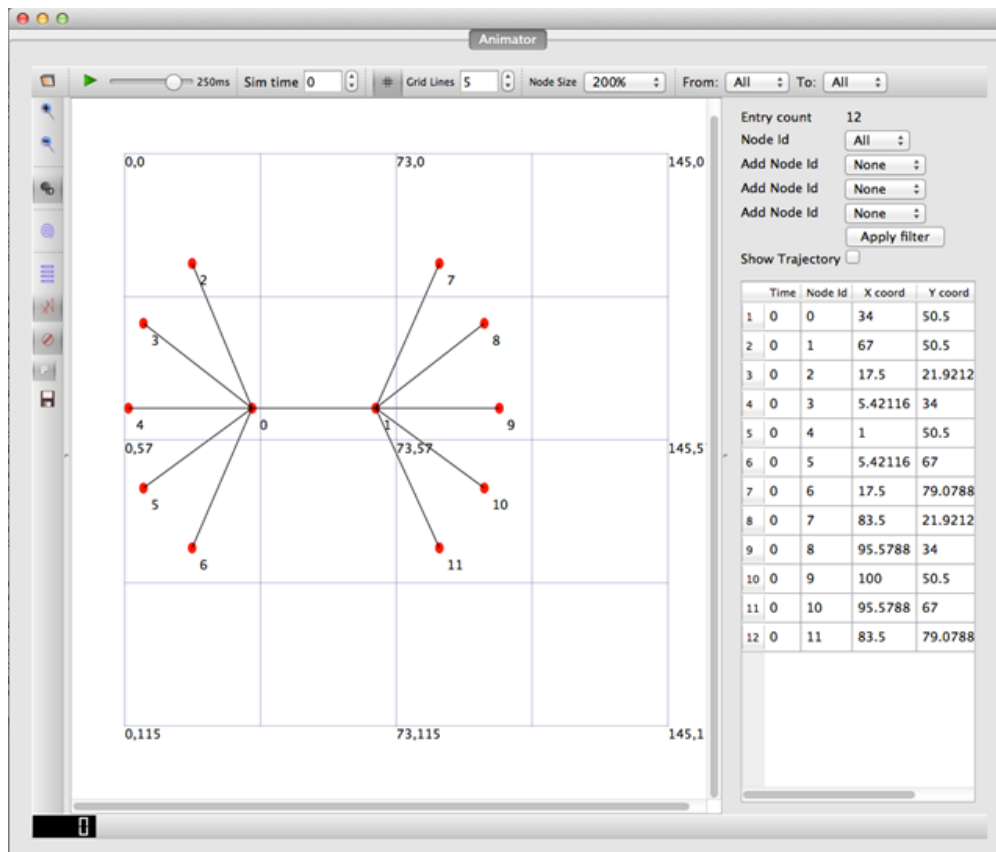 Animator
250ms Sim time 0 # Grid Lines 5 Node Size 200% From: All To: All
Entry count 12
Node Id All
Add Node Id None
Add Node Id None
Add Node Id None
Apply filter
Show Trajectory
0,0 73,0 145,0
2 7
3 8
4 0 1 9
0,57 73,57 145,5
5 10
6 11
0,115 73,115 145,1
Time Node Id X coord Y coord
1 0 0 34 50.5
2 0 1 67 50.5
3 0 2 17.5 21.9212
4 0 3 5.42116 34
5 0 4 1 50.5
6 0 5 5.42116 67
7 0 6 17.5 79.0788
8 0 7 83.5 21.9212
9 0 8 95.5788 34
10 0 9 100 50.5
11 0 10 95.5788 67
12 0 11 83.5 79.0788
P
0